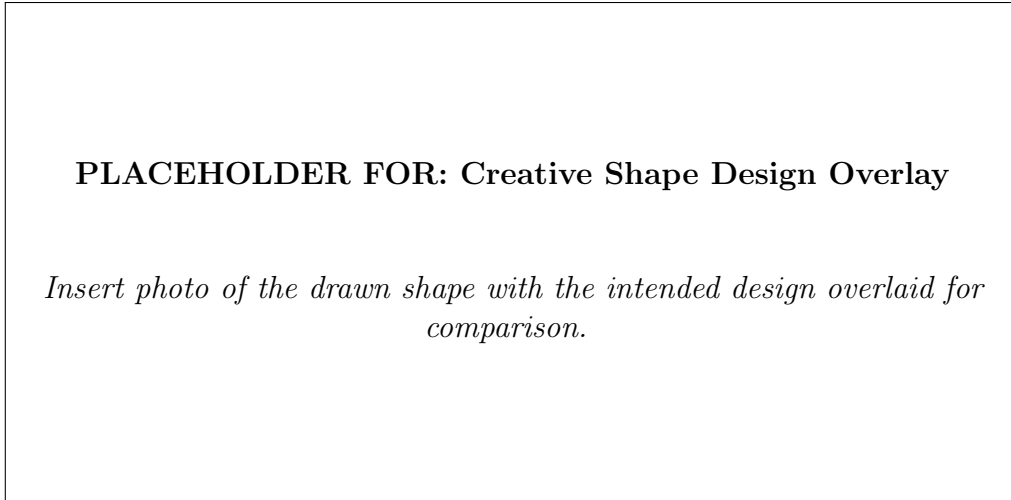 PLACEHOLDER FOR: Creative Shape Design Overlay
Insert photo of the drawn shape with the intended design overlaid for
comparison.